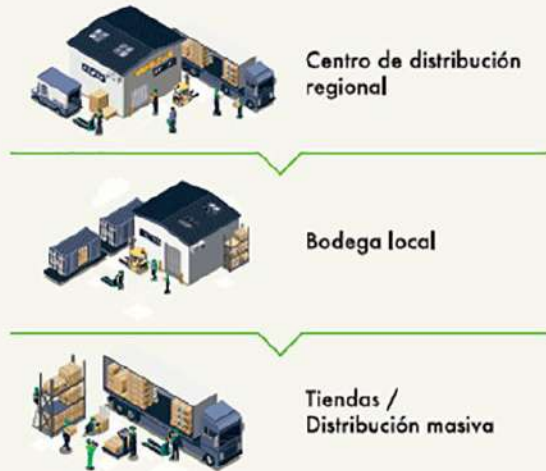 Centro de distribución
regional
Bodega local
Tiendas /
Distribución masiva